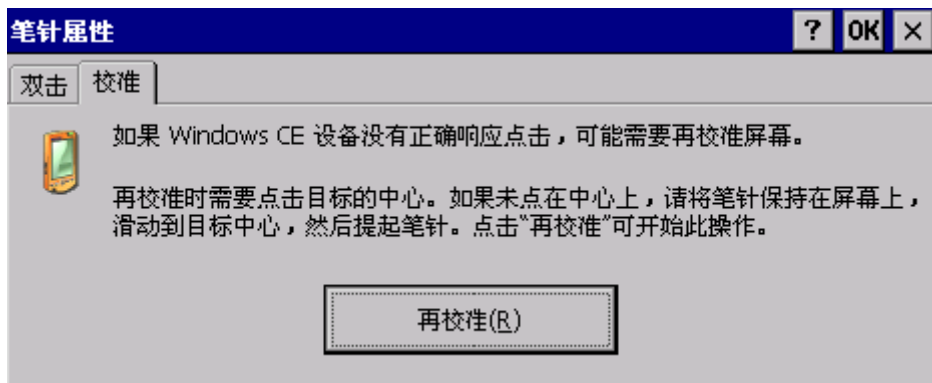 笔针属性
? OK ×
双击 校准
如果 Windows CE 设备没有正确响应点击，可能需要再校准屏幕。
再校准时需要点击目标的中心。如果未点在中心上，请将笔针保持在屏幕上，
滑动到目标中心，然后提起笔针。点击“再校准”可开始此操作。
再校准(R)